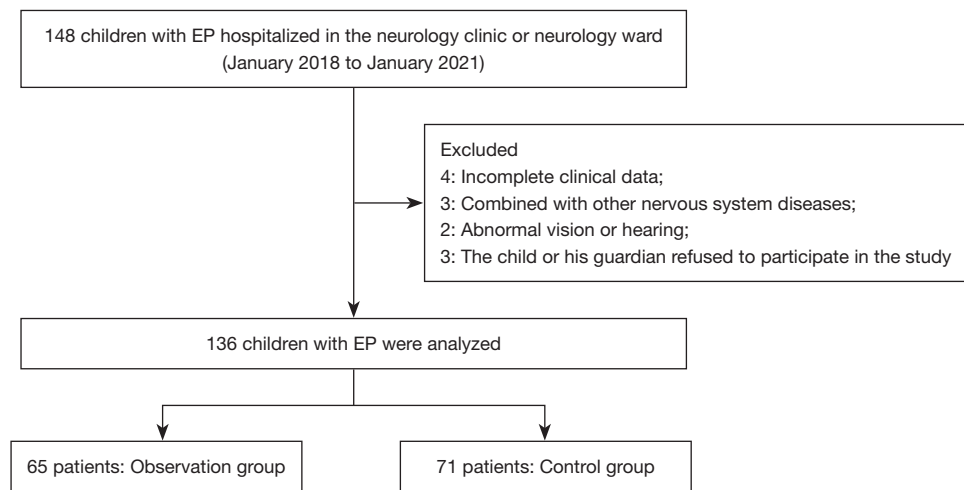 148 children with EP hospitalized in the neurology clinic or neurology ward
(January 2018 to January 2021)
Excluded
4: Incomplete clinical data;
3: Combined with other nervous system diseases;
2: Abnormal vision or hearing;
3: The child or his guardian refused to participate in the study
136 children with EP were analyzed
65 patients: Observation group
71 patients: Control group